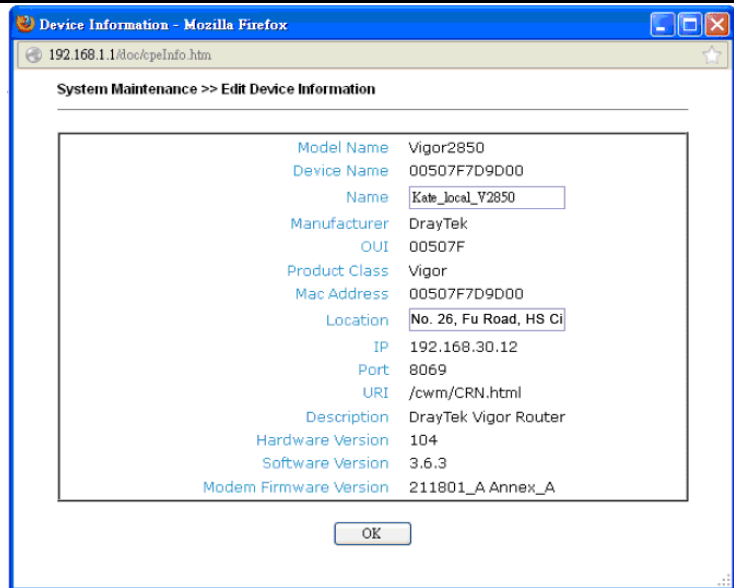 Device Information - Mozilla Firefox
192.168.1.1/doc/cpeInfo.htm
System Maintenance >> Edit Device Information
Model Name Vigor2850
Device Name 00507F7D9D00
Name Kate_local_V2850
Manufacturer DrayTek
OUI 00507F
Product Class Vigor
Mac Address 00507F7D9D00
Location No. 26, Fu Road, HS Ci
IP 192.168.30.12
Port 8069
URI /cwm/CRN.html
Description DrayTek Vigor Router
Hardware Version 104
Software Version 3.6.3
Modem Firmware Version 211801_A Annex_A
OK